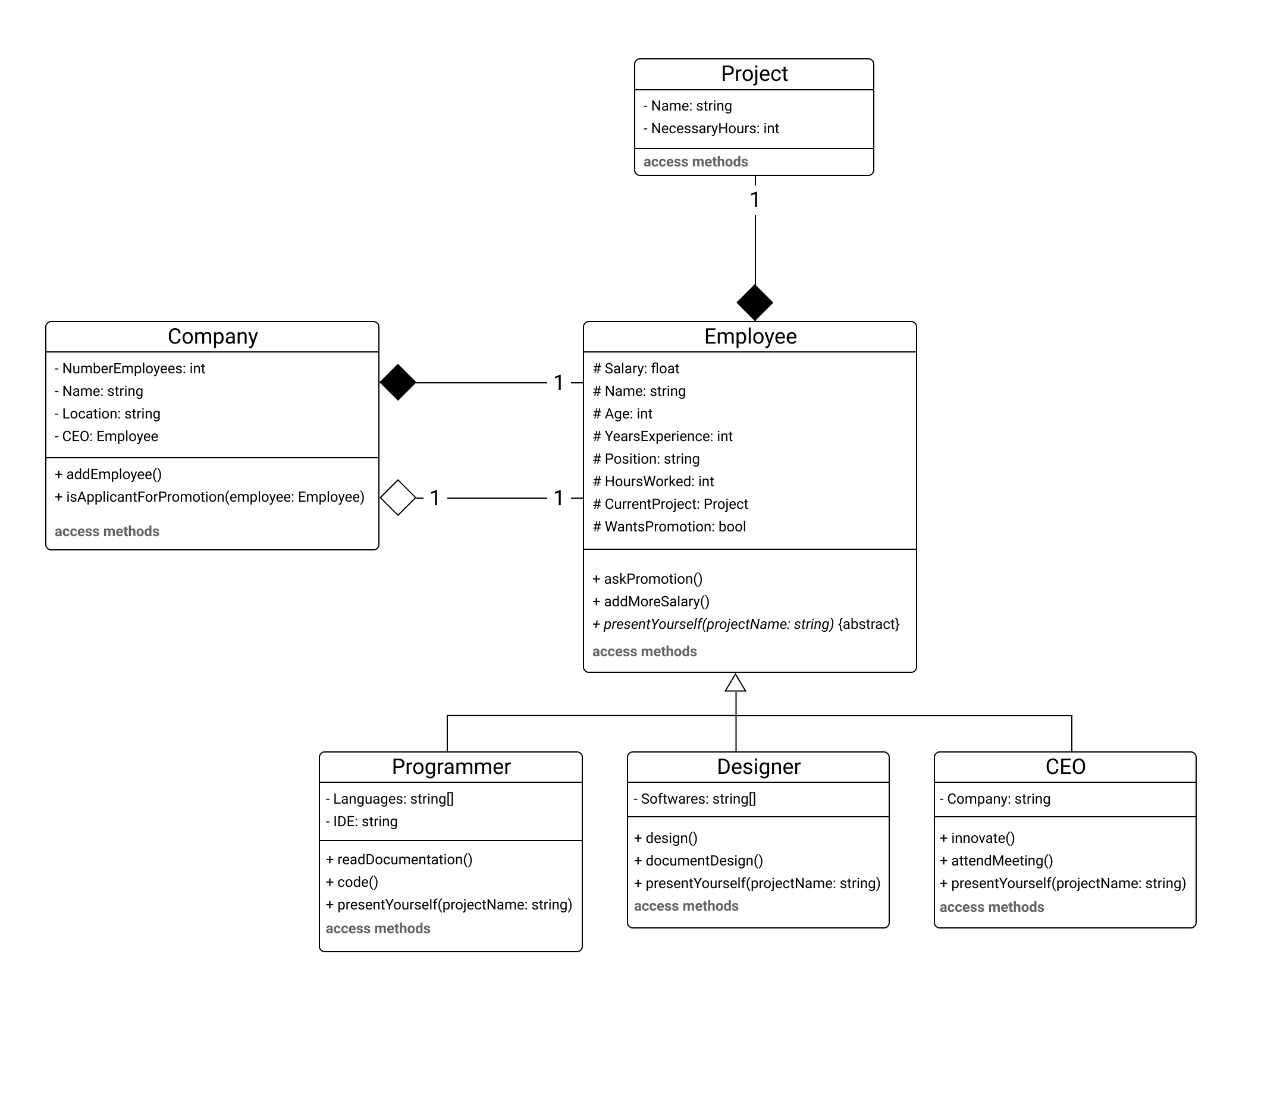 Project
- Name: string
- NecessaryHours: int
access methods
1
Company
- NumberEmployees: int
- Name: string
- Location: string
- CEO: Employee
+ addEmployee()
+ isApplicantForPromotion(employee: Employee)
access methods
1
1
1
Employee
# Salary: float
# Name: string
# Age: int
# YearsExperience: int
# Position: string
# HoursWorked: int
# CurrentProject: Project
# WantsPromotion: bool
+ askPromotion()
+ addMoreSalary()
+ presentYourself(projectName: string) {abstract}
access methods
Programmer
- Languages: string[]
- IDE: string
+ readDocumentation()
+ code()
+ presentYourself(projectName: string)
access methods
Designer
- Softwares: string[]
+ design()
+ documentDesign()
+ presentYourself(projectName: string)
access methods
CEO
- Company: string
+ innovate()
+ attendMeeting()
+ presentYourself(projectName: string)
access methods